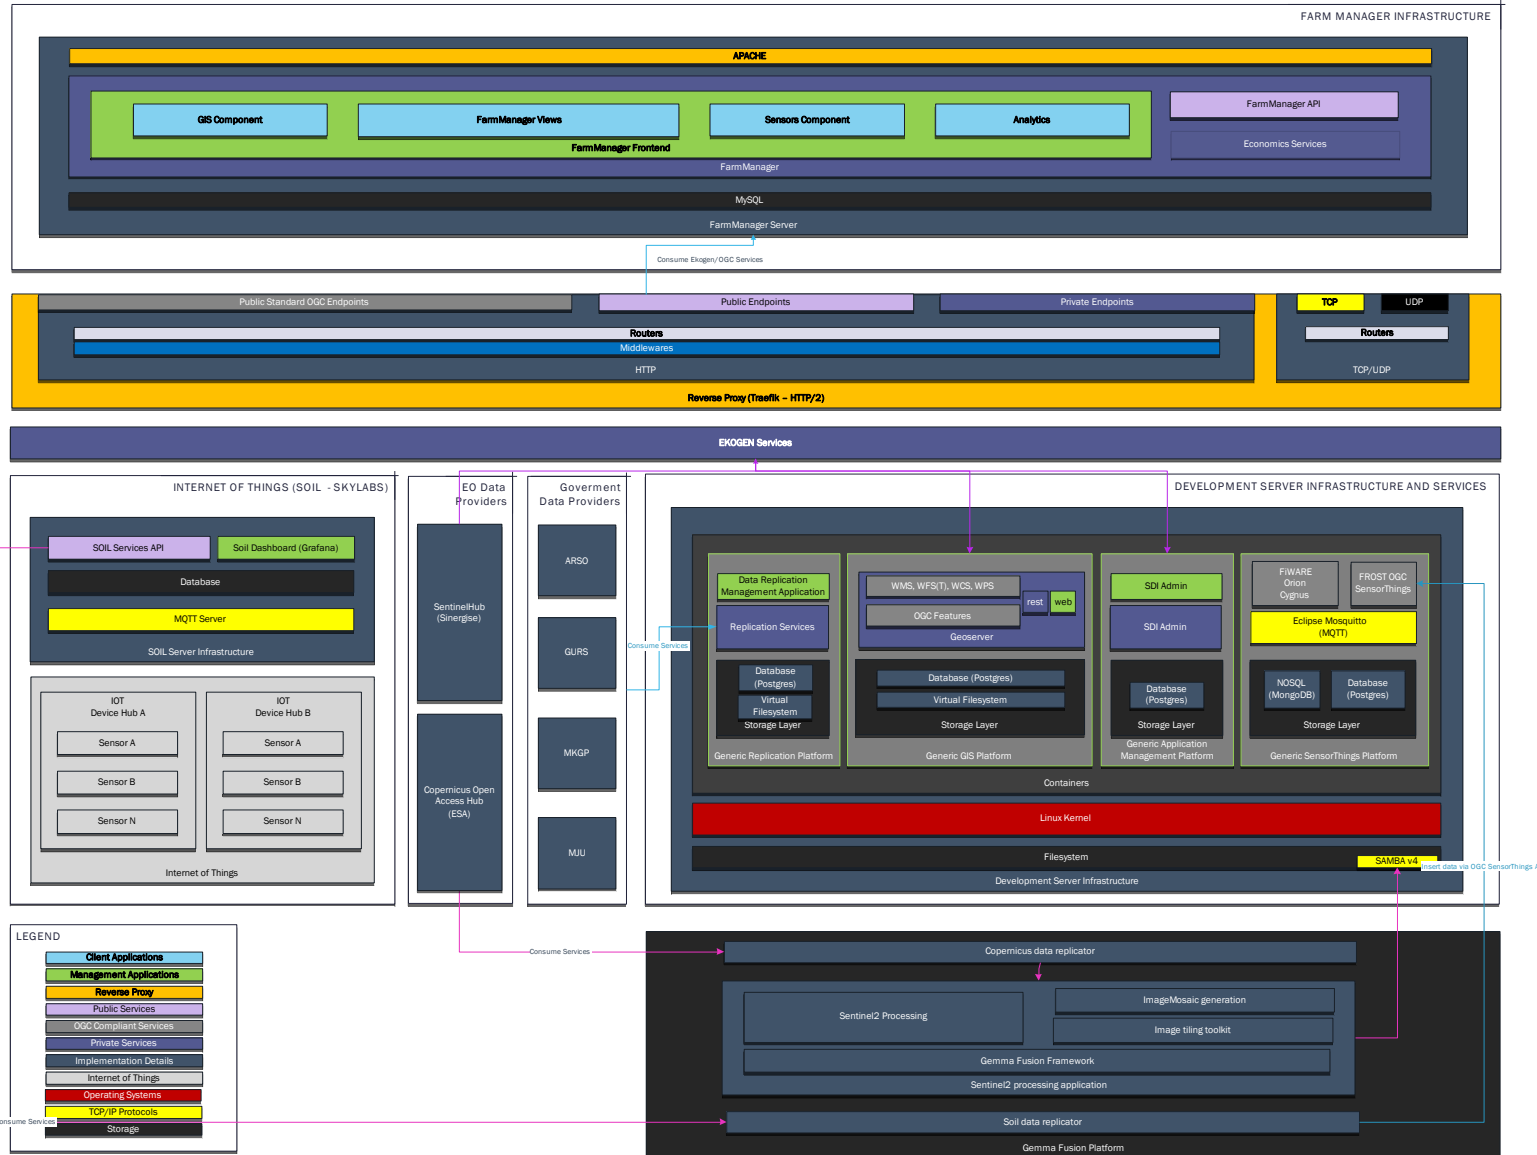 FARM MANAGER INFRASTRUCTURE
APACHE
GIS Component
FarmManager Views
Sensors Component
Analytics
FarmManager Frontend
FarmManager API
Economics Services
FarmManager
MySQL
FarmManager Server
Consume Ekogen/OGC Services
Public Standard OGC Endpoints
Public Endpoints
Private Endpoints
TCP
UDP
Routers
Middlewares
HTTP
Routers
TCP/UDP
Reverse Proxy (Traefik – HTTP/2)
EKOGEN Services
INTERNET OF THINGS (SOIL - SKYLABS)
SOIL Services API
Soil Dashboard (Grafana)
Database
MQTT Server
SOIL Server Infrastructure
IOT
Device Hub A
Sensor A
Sensor B
Sensor N
IOT
Device Hub B
Sensor A
Sensor B
Sensor N
Internet of Things
EO Data
Providers
SentinelHub
(Sinergise)
Copernicus Open
Access Hub
(ESA)
Goverment
Data Providers
ARSO
GURS
MKGP
MJU
Consume Services
DEVELOPMENT SERVER INFRASTRUCTURE AND SERVICES
Data Replication
Management Application
Replication Services
Database
(Postgres)
Virtual
Filesystem
Storage Layer
Generic Replication Platform
WMS, WFS(T), WCS, WPS
OGC Features
rest
web
Geoserver
Database (Postgres)
Virtual Filesystem
Storage Layer
Generic GIS Platform
SDI Admin
SDI Admin
Database
(Postgres)
Storage Layer
Generic Application
Management Platform
FiWARE
Orion
Cygnus
FROST OGC
SensorThings
Eclipse Mosquitto
(MQTT)
NOSQL
(MongoDB)
Database
(Postgres)
Storage Layer
Generic SensorThings Platform
Containers
Linux Kernel
Filesystem
SAMBA v4
Insert data via OGC SensorThings
Development Server Infrastructure
LEGEND
Client Applications
Management Applications
Reverse Proxy
Public Services
OGC Compliant Services
Private Services
Implementation Details
Internet of Things
Operating Systems
TCP/IP Protocols
Storage
onsume Services
Consume Services
Copernicus data replicator
Sentinel2 Processing
ImageMosaic generation
Image tiling toolkit
Gemma Fusion Framework
Sentinel2 processing application
Soil data replicator
Gemma Fusion Platform